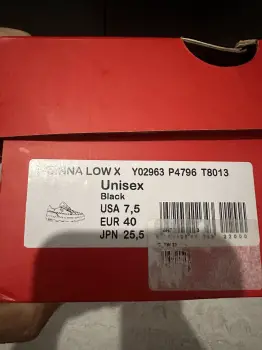 LOW X Y02963 P4796 T8013
Unisex
Black
USA 7,5
EUR 40
JPN 25,5